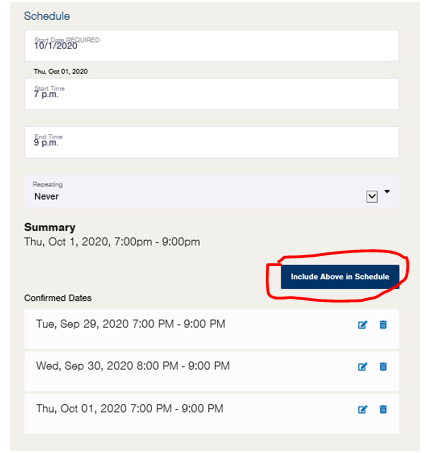 Schedule
Start Date REQUIRED
10/1/2020
Thu, Oct 01, 2020
Start Time
7 p.m.
End Time
9 p.m.
Repeating
Never
Summary
Thu, Oct 1, 2020, 7:00pm - 9:00pm
Include Above in Schedule
Confirmed Dates
Tue, Sep 29, 2020 7:00 PM - 9:00 PM
Wed, Sep 30, 2020 8:00 PM - 9:00 PM
Thu, Oct 01, 2020 7:00 PM - 9:00 PM